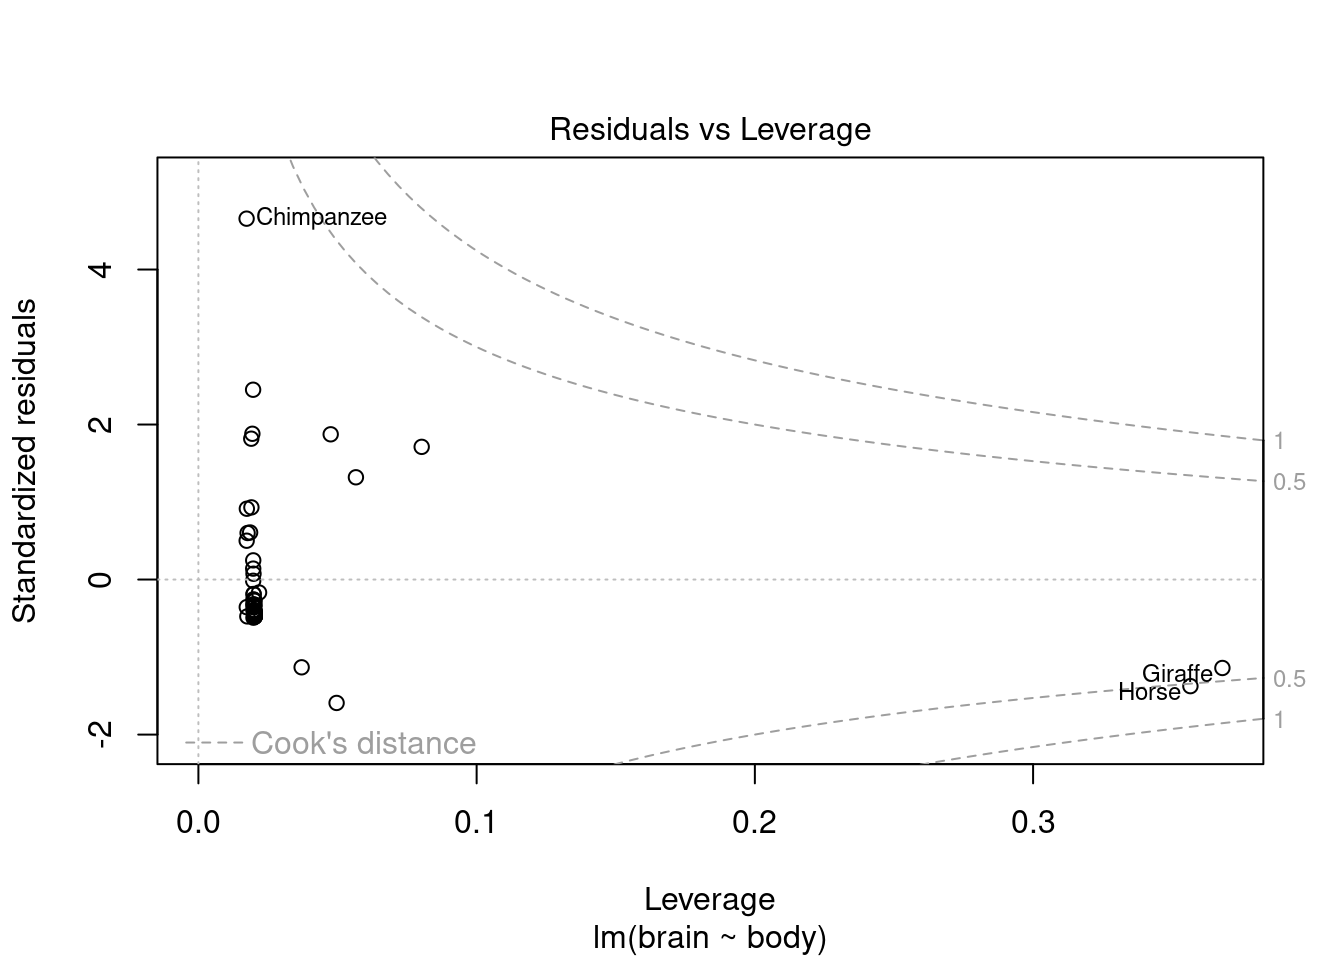 Residuals vs Leverage
Chimpanzee
4
2
0
-2
Standardized residuals
1
0.5
Giraffe
Horse
0.5
1
Cook's distance
0.0 0.1 0.2 0.3
Leverage
lm(brain ~ body)